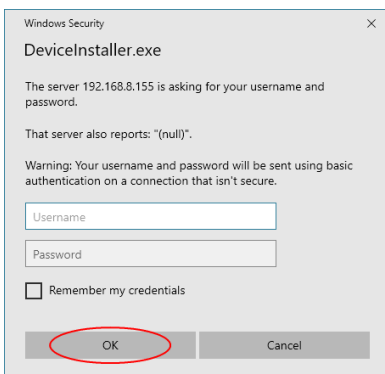 Windows Security
DeviceInstaller.exe
The server 192.168.8.155 is asking for your username and
password.
That server also reports: "(null)".
Warning: Your username and password will be sent using basic
authentication on a connection that isn't secure.
Username
Password
Remember my credentials
OK
Cancel